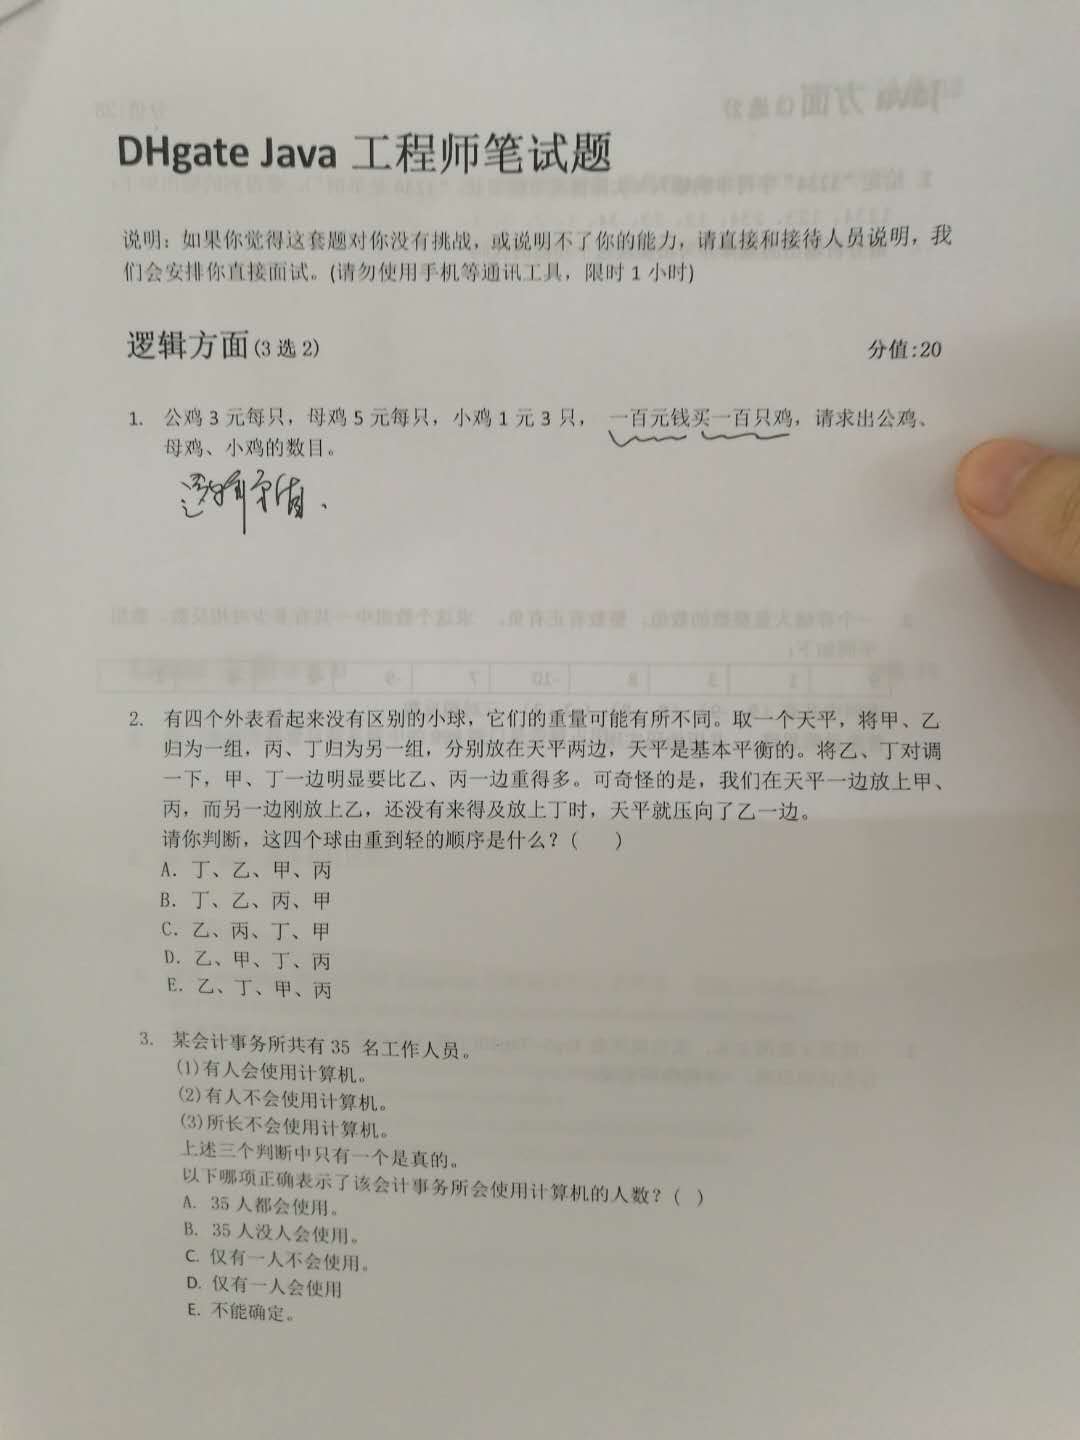 DHgate Java 工程师笔试题
说明：如果你觉得这套题对你没有挑战，或说明不了你的能力，请直接和接待人员说明，我
们会安排你直接面试。(请勿使用手机等通讯工具，限时 1 小时)
逻辑方面(3 选 2) 分值:20
1. 公鸡 3 元每只，母鸡 5 元每只，小鸡 1 元 3 只， 一百元钱买一百只鸡，请求出公鸡、
母鸡、小鸡的数目。
2. 有四个外表看起来没有区别的小球，它们的重量可能有所不同。取一个天平，将甲、乙
归为一组，丙、丁归为另一组，分别放在天平两边，天平是基本平衡的。将乙、丁对调
一下，甲、丁一边明显要比乙、丙一边重得多。可奇怪的是，我们在天平一边放上甲、
丙，而另一边刚放上乙，还没有来得及放上丁时，天平就压向了乙一边。
请你判断，这四个球由重到轻的顺序是什么？( )
A. 丁、乙、甲、丙
B. 丁、乙、丙、甲
C. 乙、丙、丁、甲
D. 乙、甲、丁、丙
E. 乙、丁、甲、丙
3. 某会计事务所共有 35 名工作人员。
(1)有人会使用计算机。
(2)有人不会使用计算机。
(3)所长不会使用计算机。
上述三个判断中只有一个是真的。
以下哪项正确表示了该会计事务所会使用计算机的人数？( )
A. 35 人都会使用。
B. 35 人没人会使用。
C. 仅有一人不会使用。
D. 仅有一人会使用
E. 不能确定。